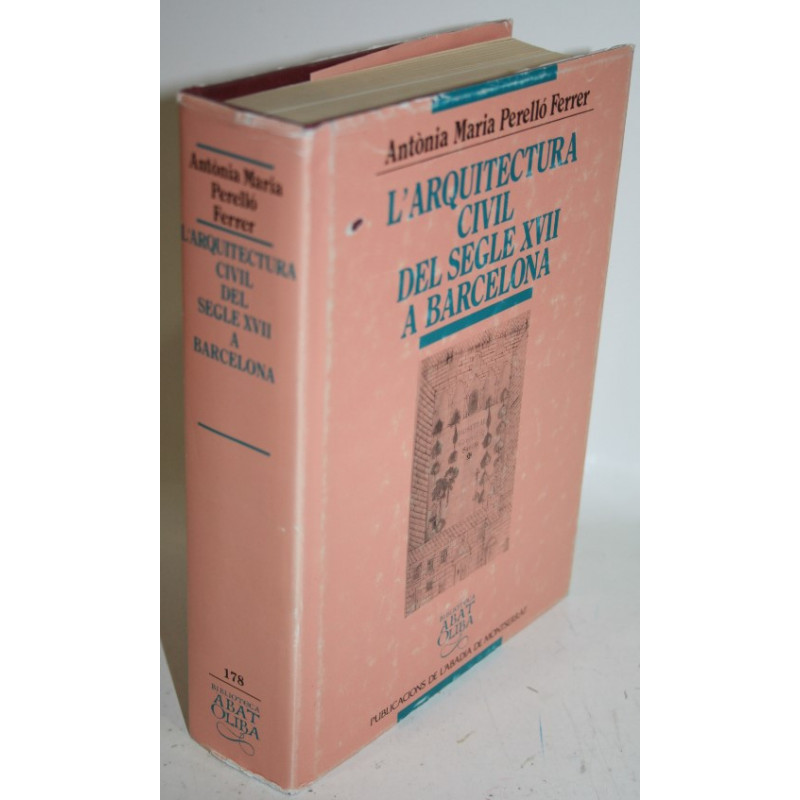 Antònia Maria
Perelló
Ferrer
L'ARQUITECTURA
CIVIL
DEL
SEGLE XVII
A
BARCELONA
178
BIBLIOTECA
ABAT
OLIBA
Antònia Maria Perelló Ferrer
L'ARQUITECTURA
CIVIL
DEL SEGLE XVII
A BARCELONA
BIBLIOTECA
ABAT
OLIBA
PUBLICACIONS DE L'ABADIA DE MONTSERRAT